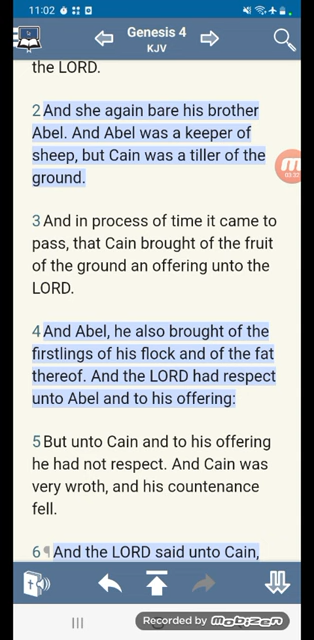 11:02
Genesis 4
KJV
the LORD.
2 And she again bare his brother
Abel. And Abel was a keeper of
sheep, but Cain was a tiller of the
ground.
3 And in process of time it came to
pass, that Cain brought of the fruit
of the ground an offering unto the
LORD.
4 And Abel, he also brought of the
firstlings of his flock and of the fat
thereof. And the LORD had respect
unto Abel and to his offering:
5 But unto Cain and to his offering
he had not respect. And Cain was
very wroth, and his countenance
fell.
6 ¶ And the LORD said unto Cain,
Recorded by mobizen